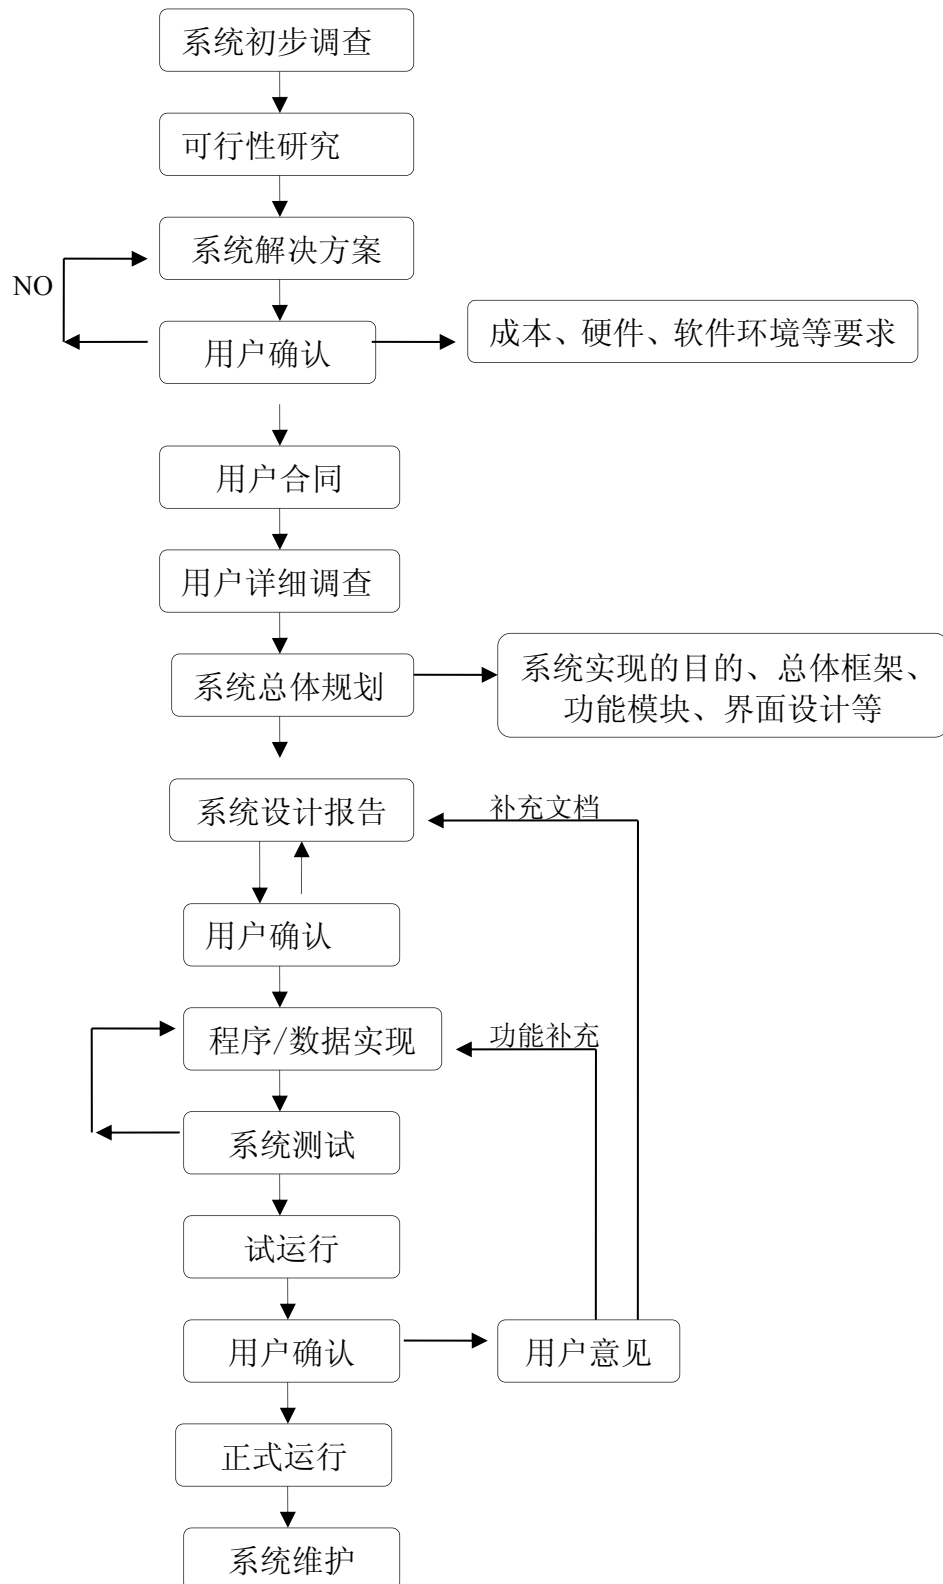 系统初步调查
可行性研究
系统解决方案
NO
用户确认
成本、硬件、软件环境等要求
用户合同
用户详细调查
系统总体规划
系统实现的目的、总体框架、
功能模块、界面设计等
系统设计报告
补充文档
用户确认
程序/数据实现
功能补充
系统测试
试运行
用户确认
用户意见
正式运行
系统维护